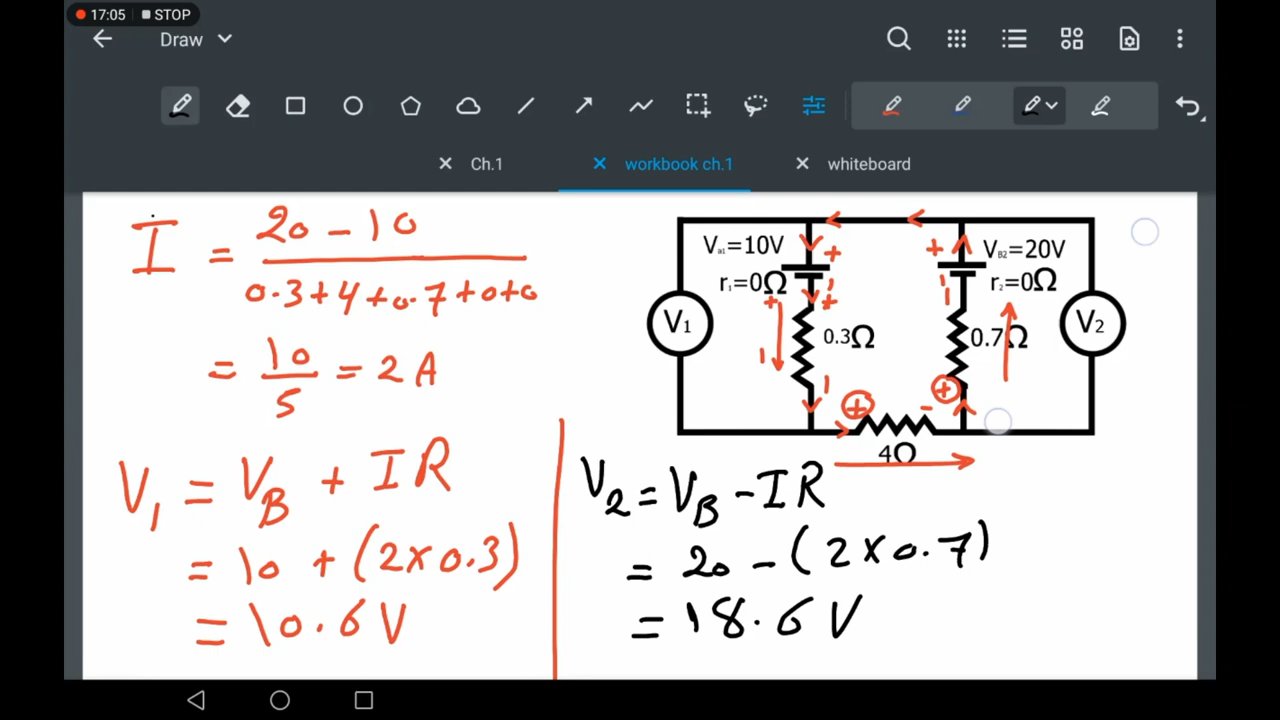 17:05 STOP
Draw
Ch.1
workbook ch.1
whiteboard
I = 20 - 10
0.3+4+0.7+0+0
= 10 = 2 A
5
V1 = VB + IR
= 10 + (2×0.3)
= 10.6 V
Va1=10V
r1=0Ω
0.3Ω
VB2=20V
r2=0Ω
0.7Ω
V1
V2
4Ω
V2 = VB - IR
= 20 - (2×0.7)
= 18.6 V